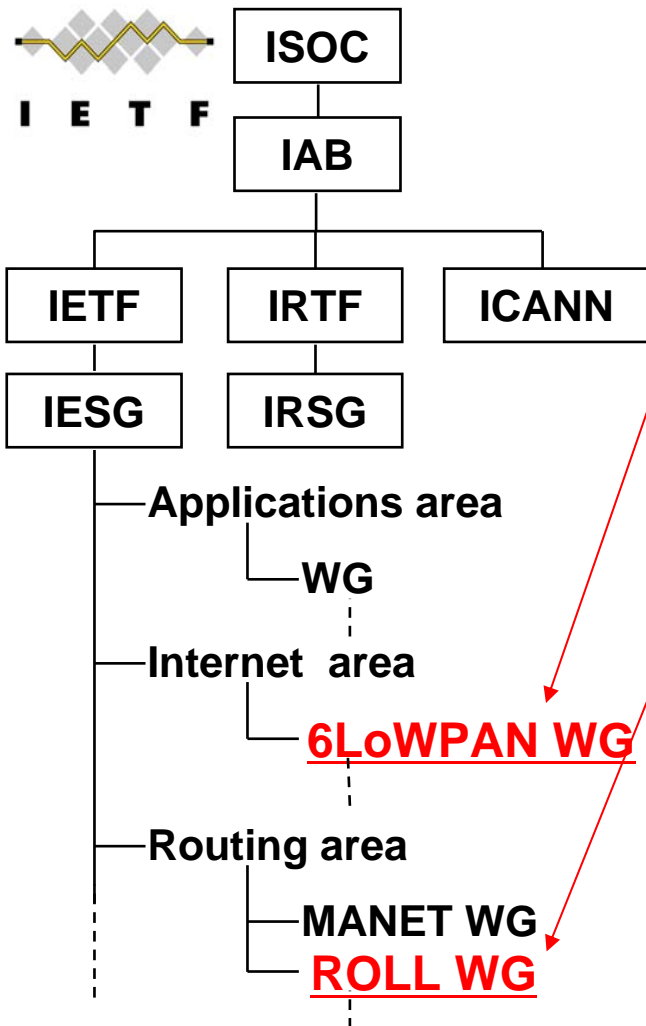 I E T F
ISOC
IAB
IETF IRTF ICANN
IESG IRSG
Applications area
WG
Internet area
6LoWPAN WG
Routing area
MANET WG
ROLL WG